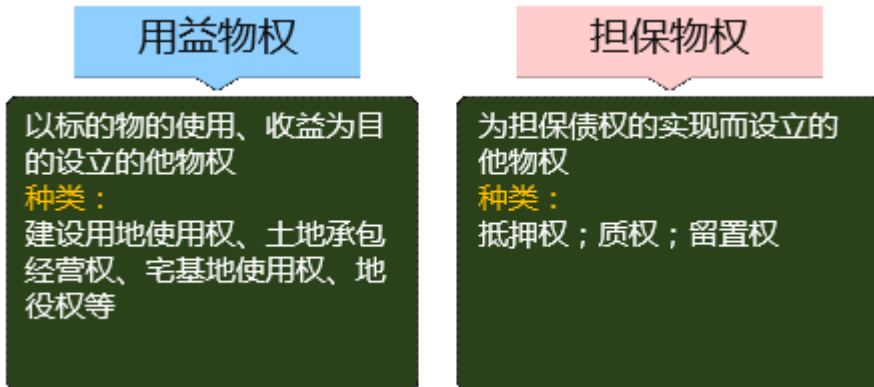 用益物权
以标的物的使用、收益为目
的设立的他物权
种类：
建设用地使用权、土地承包
经营权、宅基地使用权、地
役权等
担保物权
为担保债权的实现而设立的
他物权
种类：
抵押权；质权；留置权